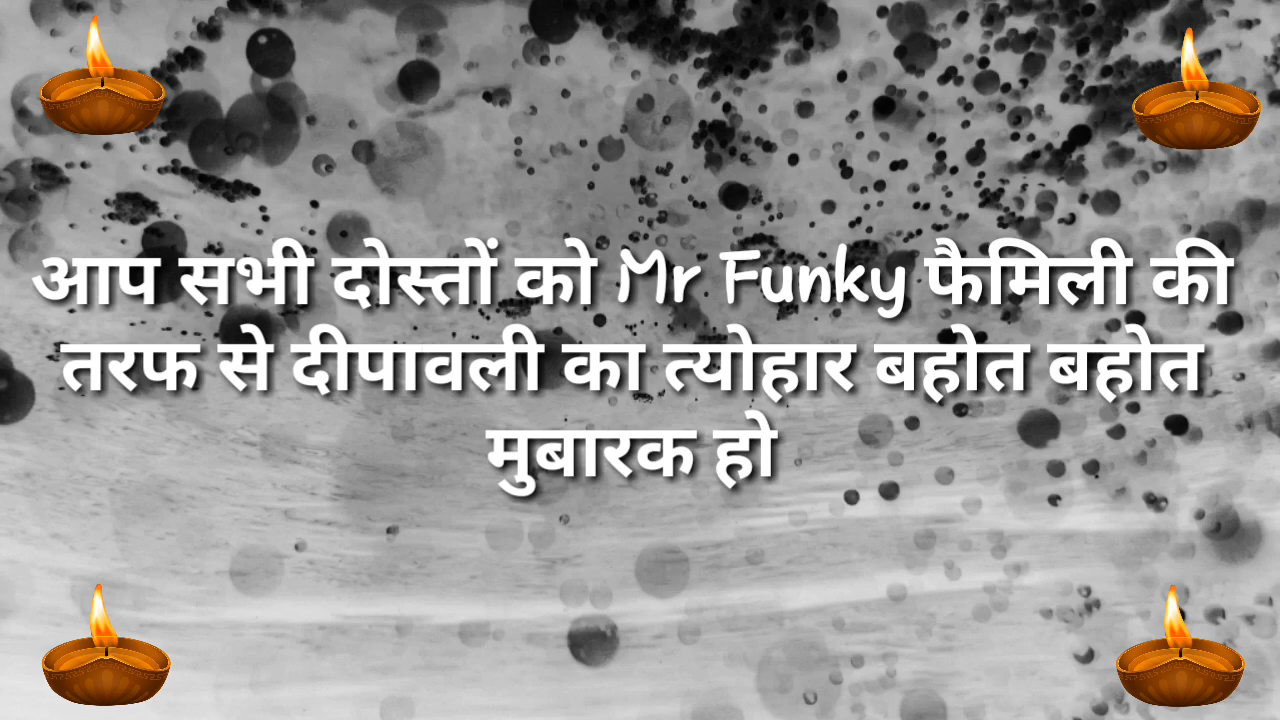 आप सभी दोस्तों को Mr Funky फैमिली की
तरफ से दीपावली का त्योहार बहोत बहोत
मुबारक हो